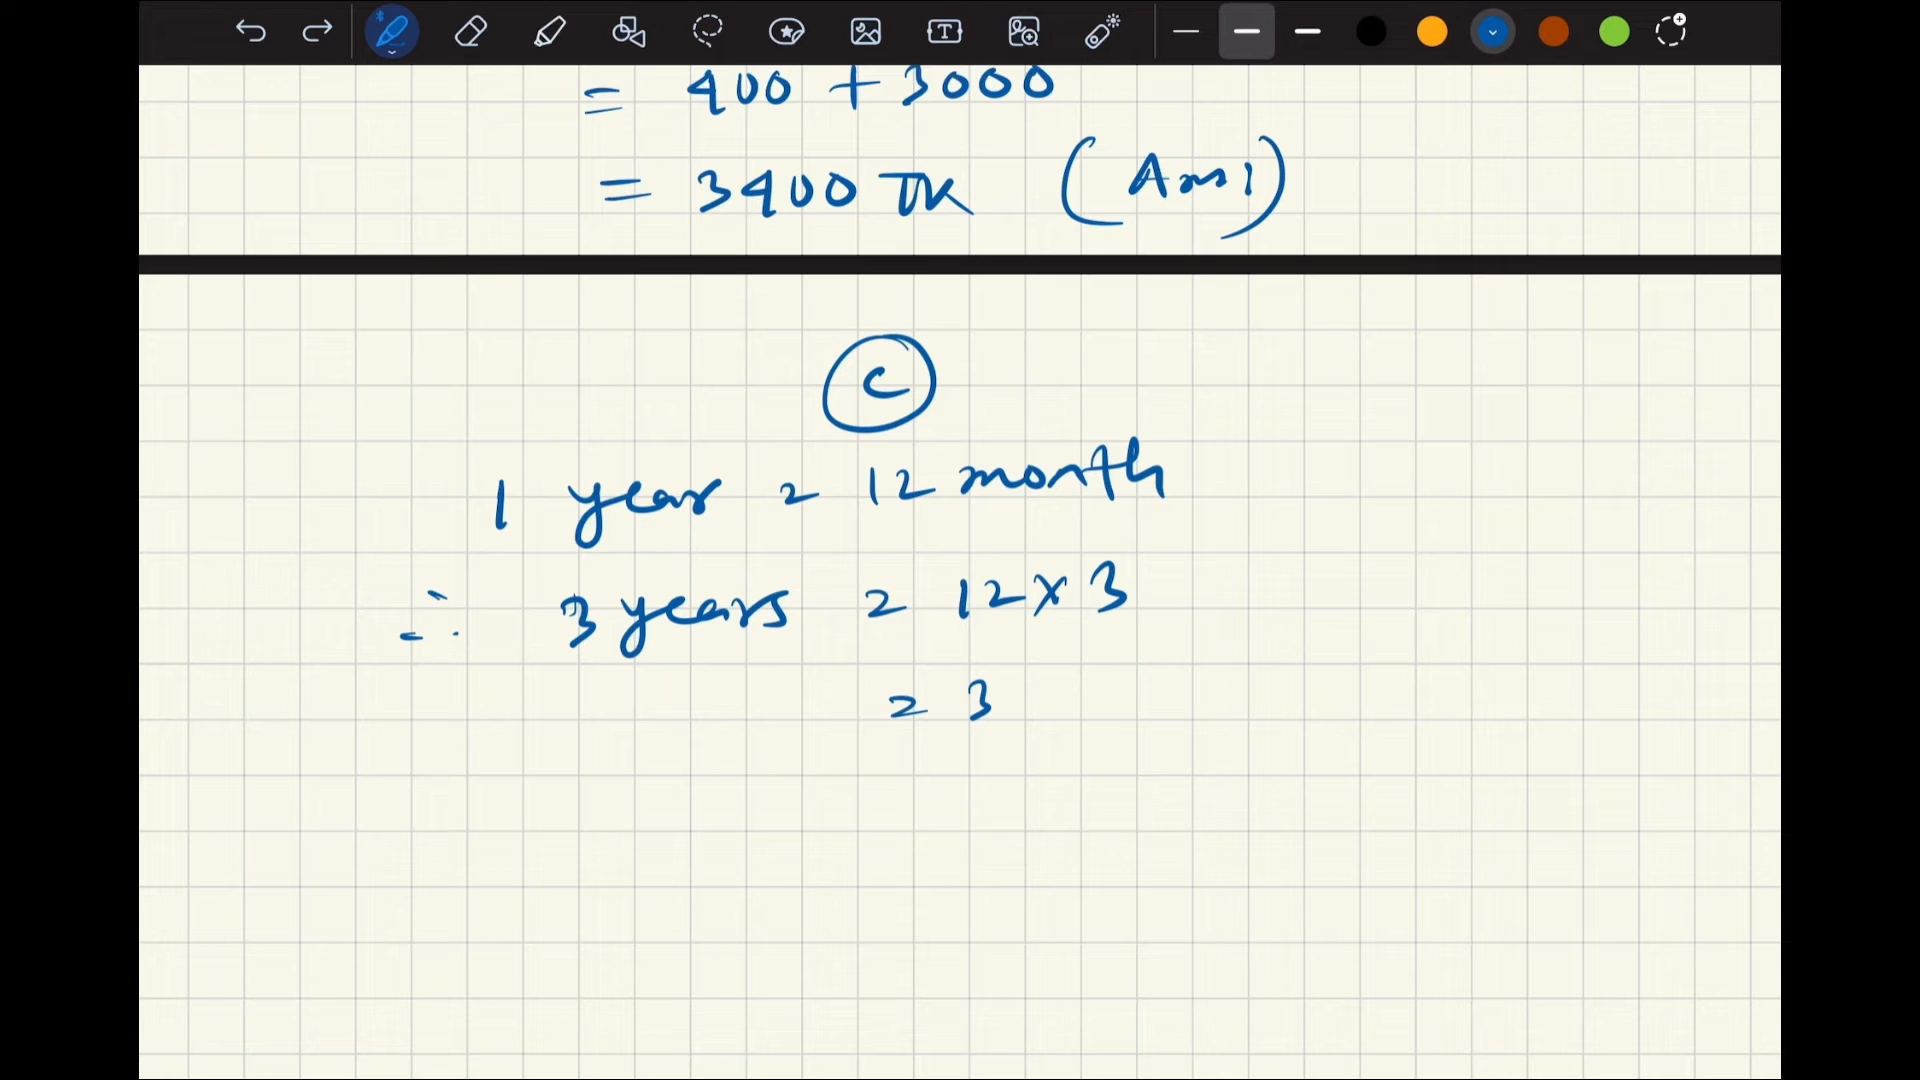 = 400 + 3000
= 3400 TK (Ans)
C
1 year = 12 month
∴ 3 years = 12 × 3
= 3